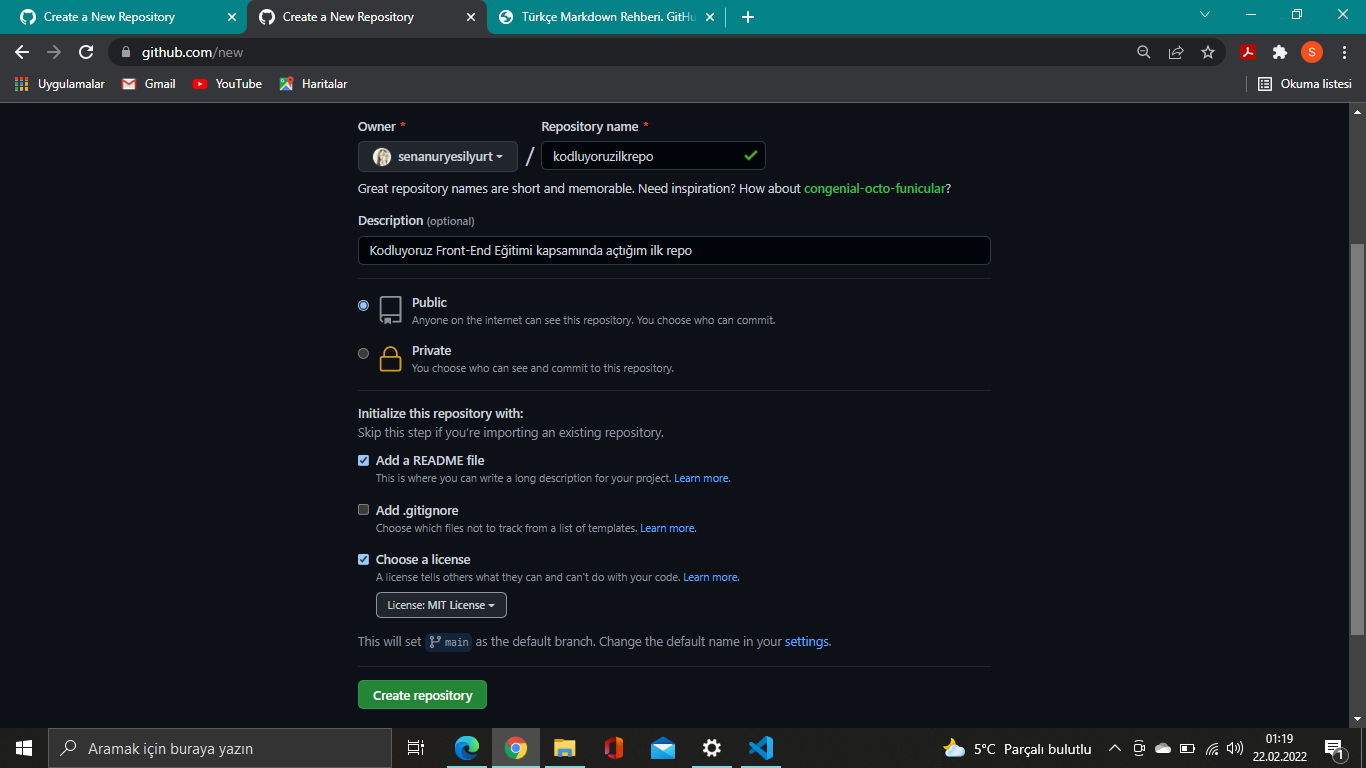 Create a New Repository
Create a New Repository
Türkçe Markdown Rehberi. GitHu
github.com/new
S
Uygulamalar
Gmail
YouTube
Haritalar
Okuma listesi
Owner *
Repository name *
senanuryesilyurt
/
kodluyoruzilkrepo
Great repository names are short and memorable. Need inspiration? How about congenial-octo-funicular?
Description (optional)
Kodluyoruz Front-End Eğitimi kapsamında açtığım ilk repo
Public
Anyone on the internet can see this repository. You choose who can commit.
Private
You choose who can see and commit to this repository.
Initialize this repository with:
Skip this step if you're importing an existing repository.
Add a README file
This is where you can write a long description for your project. Learn more.
Add .gitignore
Choose which files not to track from a list of templates. Learn more.
Choose a license
A license tells others what they can and can't do with your code. Learn more.
License: MIT License
This will set main as the default branch. Change the default name in your settings.
Create repository
Aramak için buraya yazın
5°C Parçalı bulutlu
01:19
22.02.2022
1